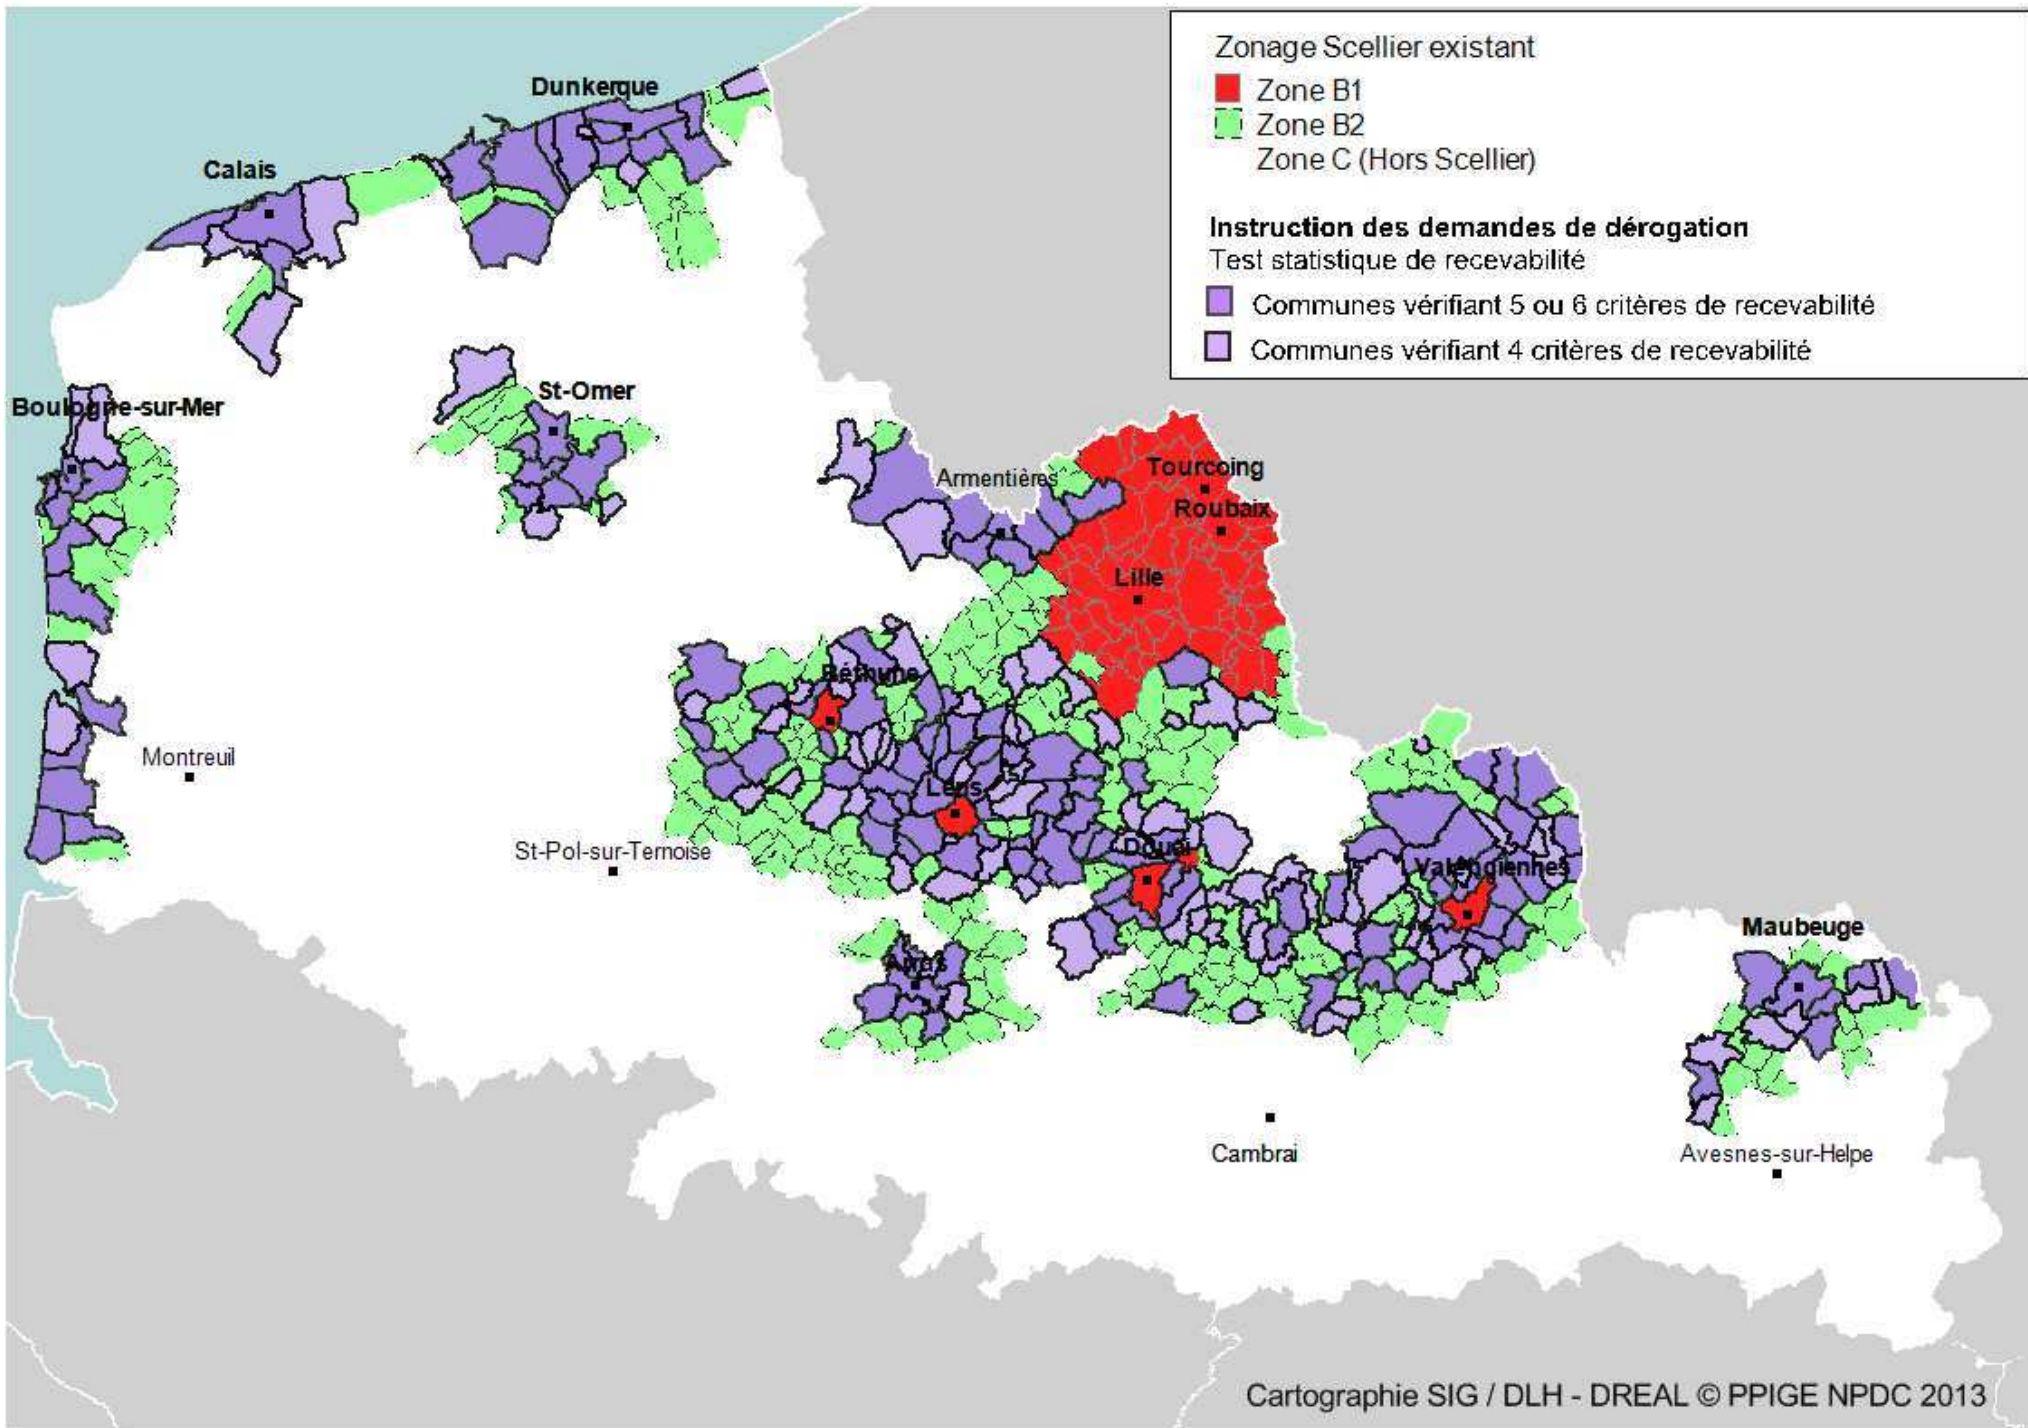 Zonage Scellier existant
Zone B1
Zone B2
Zone C (Hors Scellier)
Instruction des demandes de dérogation
Test statistique de recevabilité
Communes vérifiant 5 ou 6 critères de recevabilité
Communes vérifiant 4 critères de recevabilité
Dunkerque
Calais
St-Omer
Boulogne-sur-Mer
Armentières
Tourcoing
Roubaix
Lille
Béthune
Montreuil
Lens
St-Pol-sur-Ternoise
Douai
Valenciennes
Maubeuge
Arras
Cambrai
Avesnes-sur-Helpe
Cartographie SIG / DLH - DREAL © PPIGE NPDC 2013